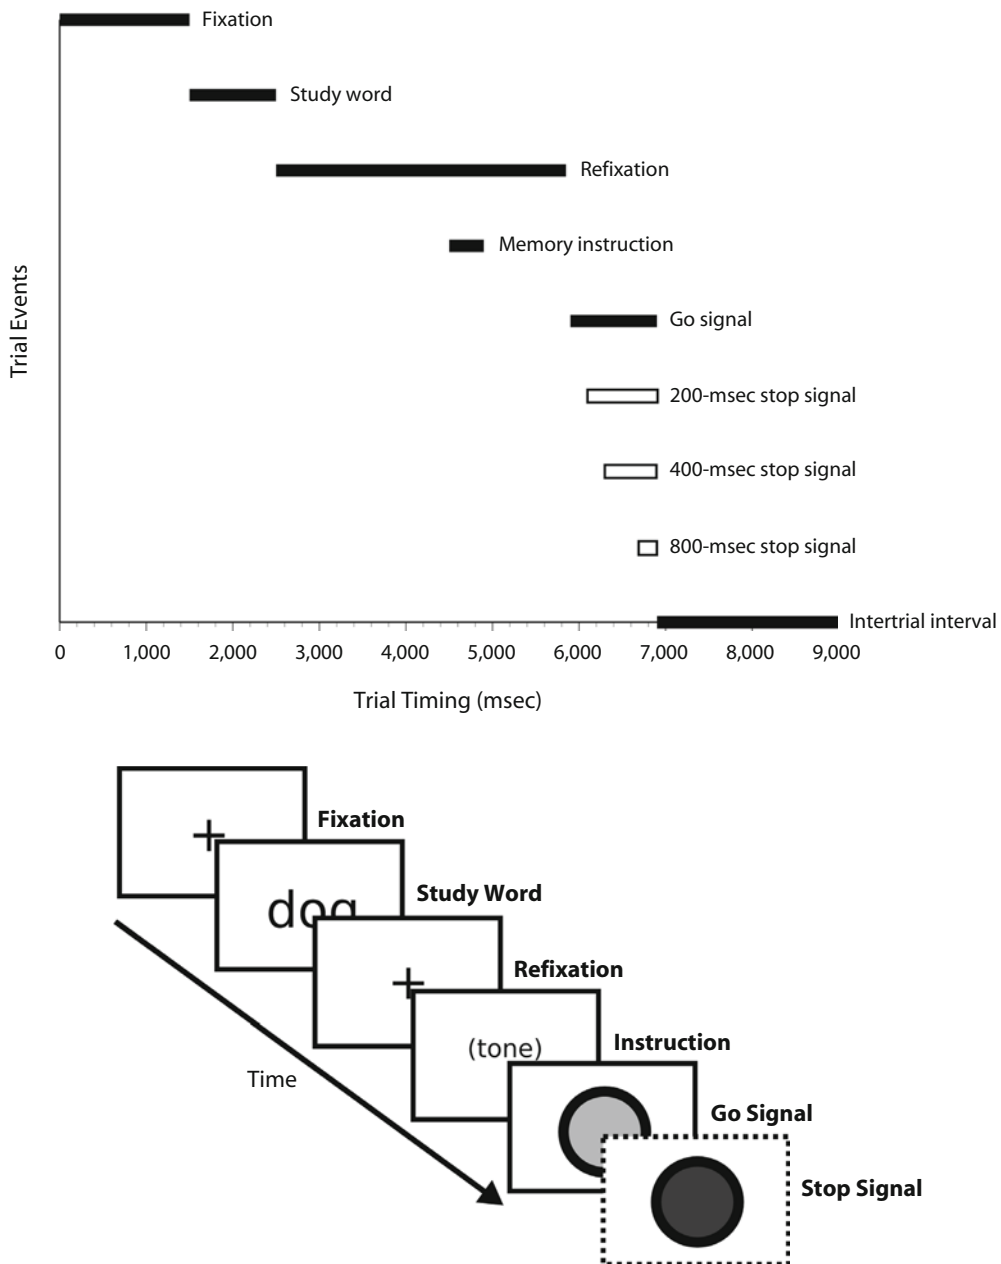 Fixation
Study word
Refixation
Memory instruction
Go signal
200-msec stop signal
400-msec stop signal
800-msec stop signal
Intertrial interval
Trial Events
0 1,000 2,000 3,000 4,000 5,000 6,000 7,000 8,000 9,000
Trial Timing (msec)
Fixation
dog
Study Word
Refixation
(tone)
Instruction
Time
Go Signal
Stop Signal